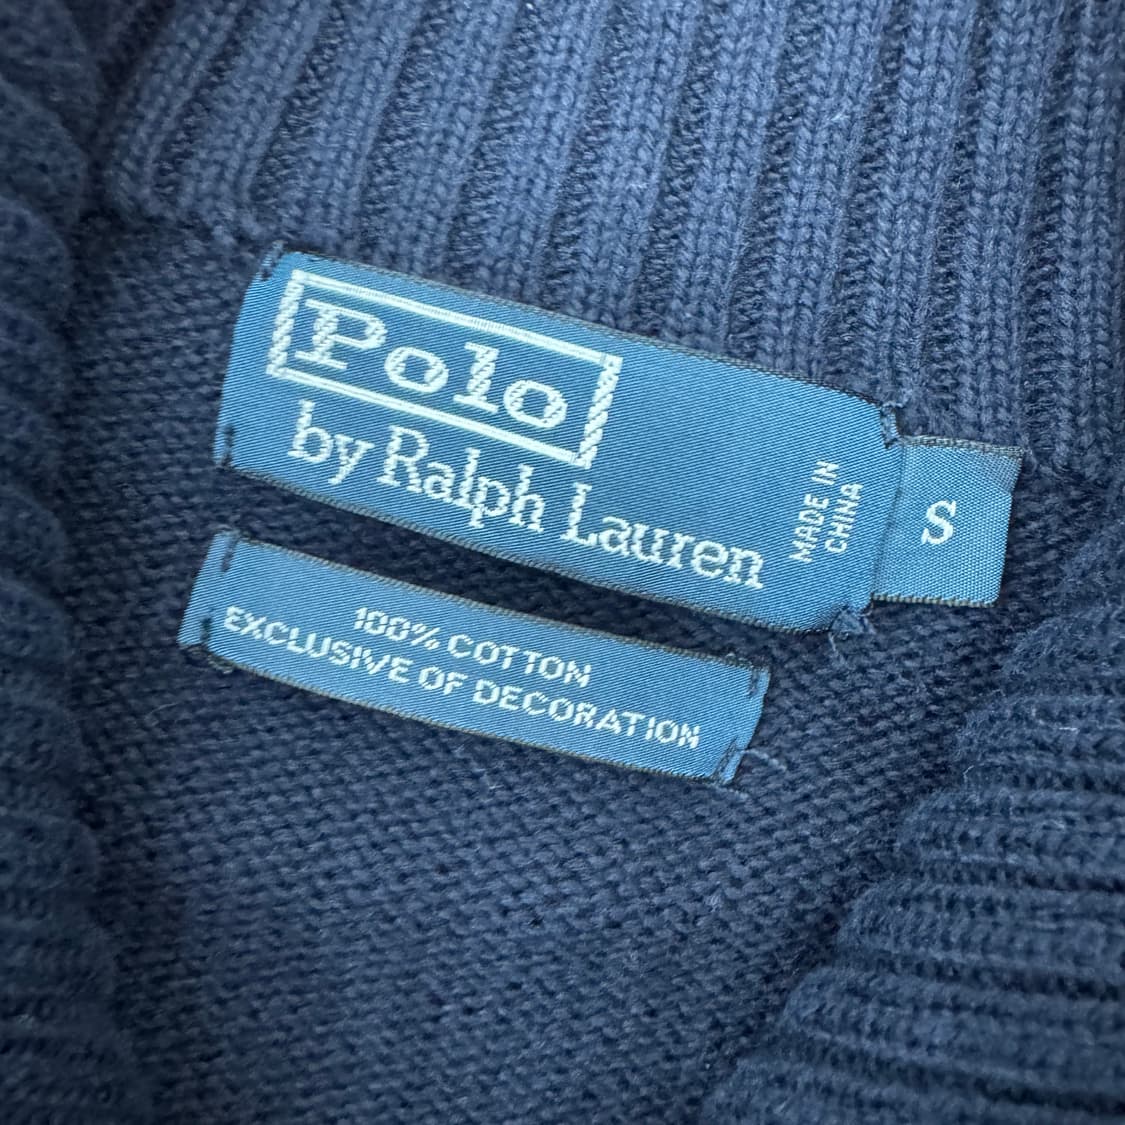 Polo
by Ralph Lauren
MADE IN
CHINA
S
100% COTTON
EXCLUSIVE OF DECORATION